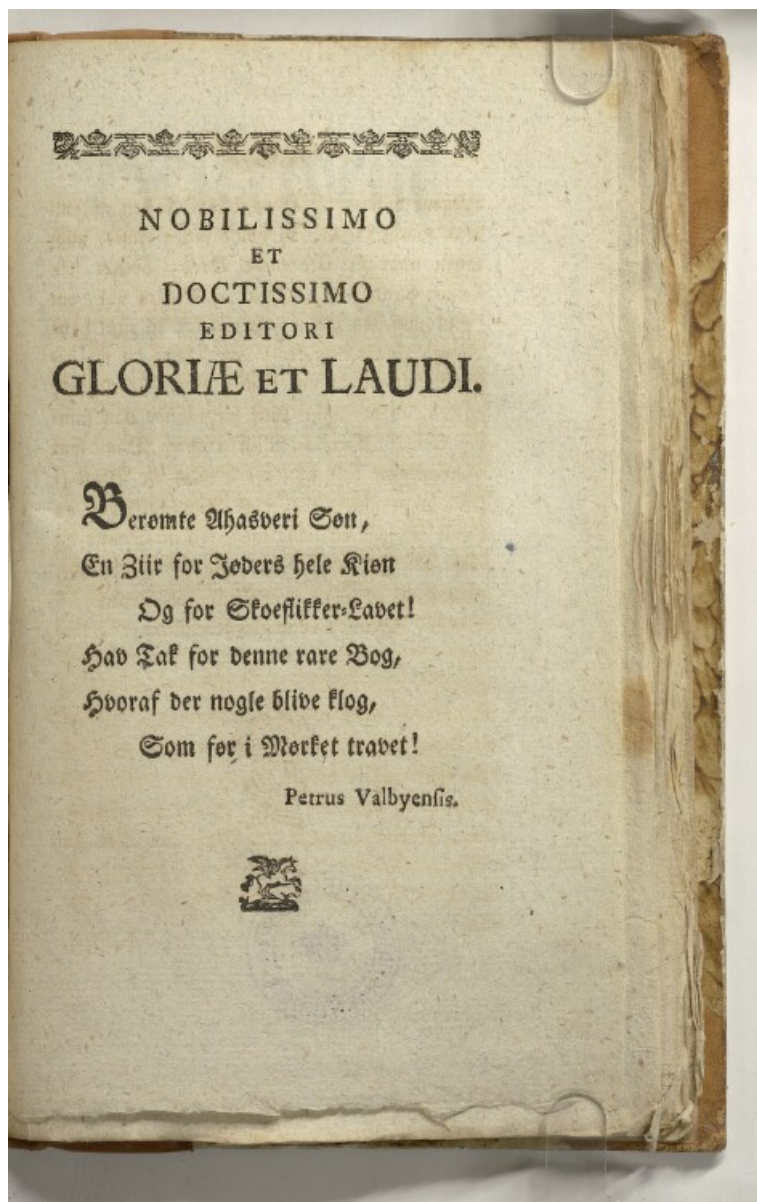 NOBILISSIMO
ET
DOCTISSIMO
EDITORI
GLORIÆ ET LAUDI.
Berømte Ahasveri Søn,
En Ziir for Jøders hele Kiøn
Og for Skoeflikker-Lavet!
Hav Tak for denne rare Bog,
Hvoraf der nogle blive klog,
Som før i Mørket travet!
Petrus Valbyensis.